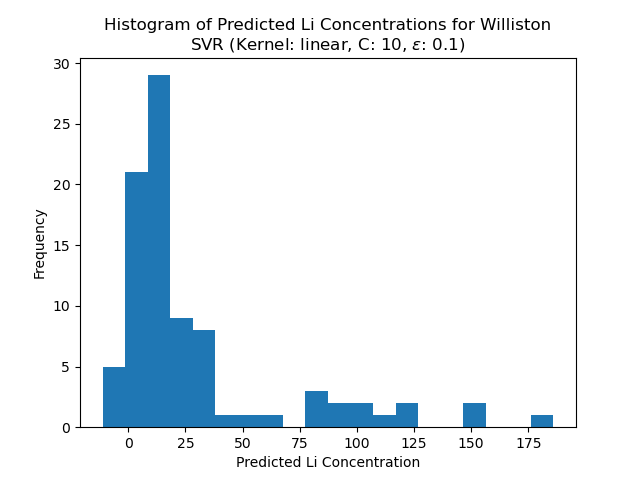 Histogram of Predicted Li Concentrations for Williston
SVR (Kernel: linear, C: 10, ε: 0.1)
Frequency
30
25
20
15
10
5
0
0 25 50 75 100 125 150 175
Predicted Li Concentration